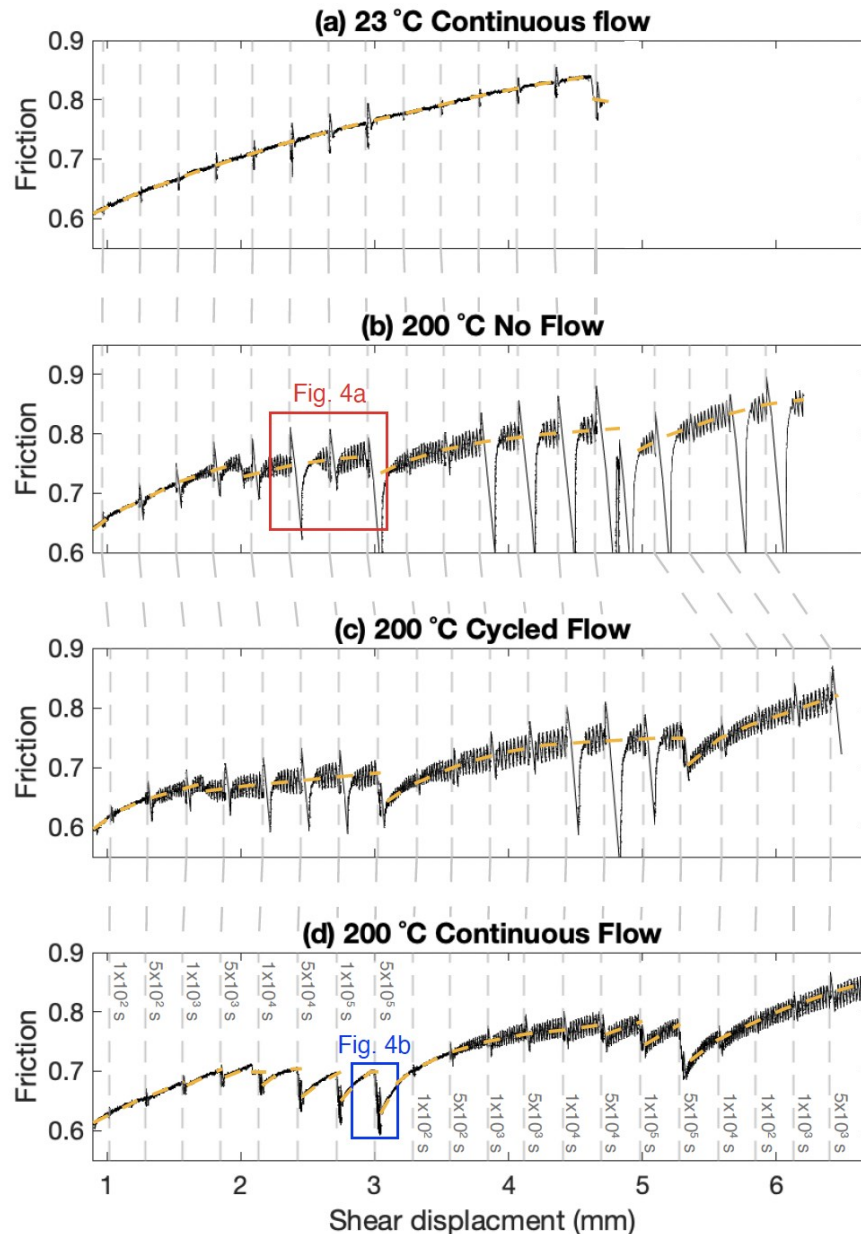 (a) 23 °C Continuous flow
0.9
0.8
0.7
0.6
Friction
(b) 200 °C No Flow
Fig. 4a
0.9
0.8
0.7
0.6
Friction
(c) 200 °C Cycled Flow
0.9
0.8
0.7
0.6
Friction
(d) 200 °C Continuous Flow
0.9
0.8
0.7
0.6
Friction
1x10² s
5x10² s
1x10³ s
5x10³ s
1x10⁴ s
5x10⁴ s
1x10⁵ s
5x10⁵ s
Fig. 4b
1x10² s
5x10² s
1x10³ s
5x10³ s
1x10⁴ s
5x10⁴ s
1x10⁵ s
5x10⁵ s
1x10⁴ s
1x10² s
1x10³ s
5x10³ s
1 2 3 4 5 6
Shear displacment (mm)